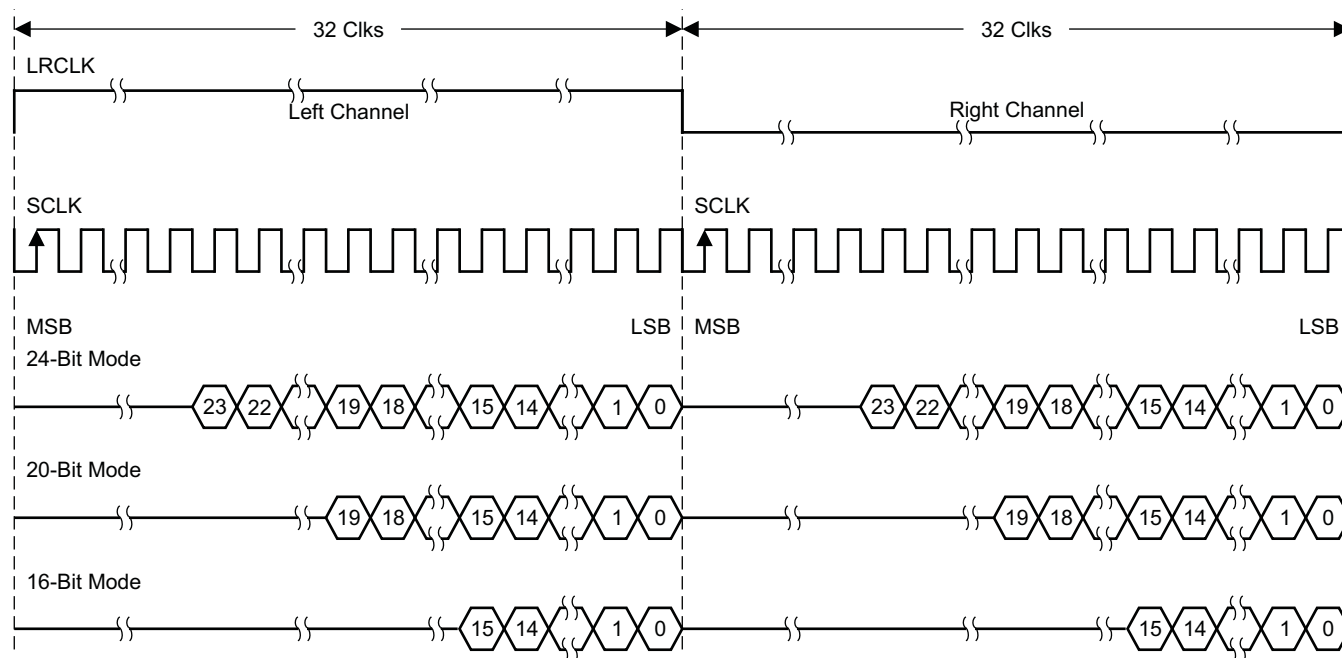 32 Clks 32 Clks
LRCLK
Left Channel Right Channel
SCLK SCLK
MSB LSB MSB LSB
24-Bit Mode
23 22 19 18 15 14 1 0 23 22 19 18 15 14 1 0
20-Bit Mode
19 18 15 14 1 0 19 18 15 14 1 0
16-Bit Mode
15 14 1 0 15 14 1 0